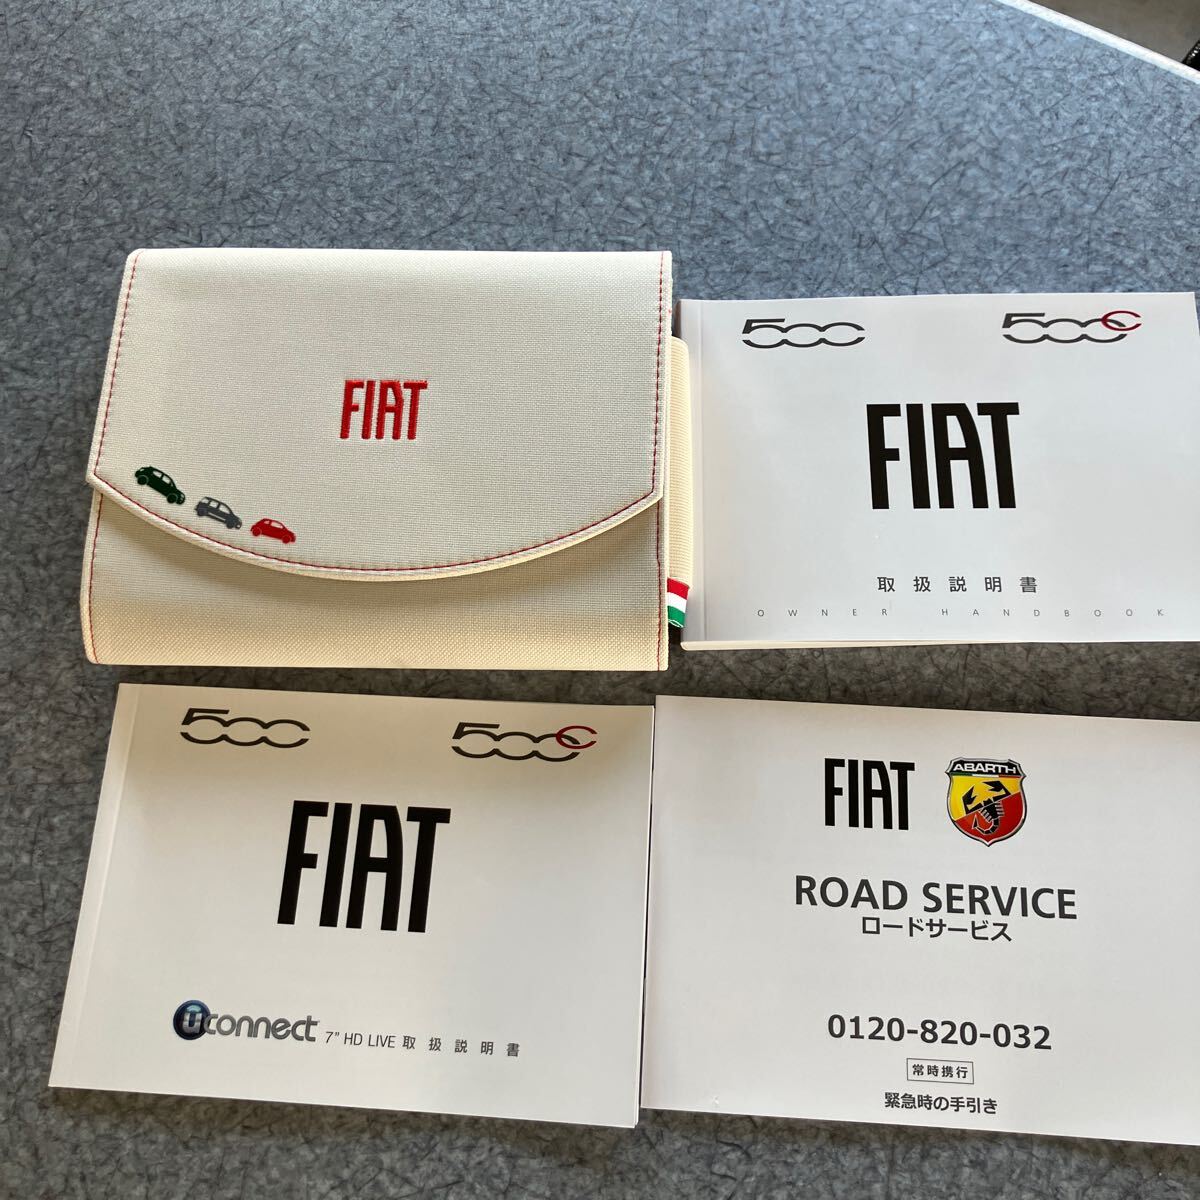 FIAT
500 500C
FIAT
取扱説明書
OWNER HANDBOOK
500 500C
FIAT
uconnect 7" HD LIVE 取扱説明書
FIAT ABARTH
ROAD SERVICE
ロードサービス
0120-820-032
常時携行
緊急時の手引き